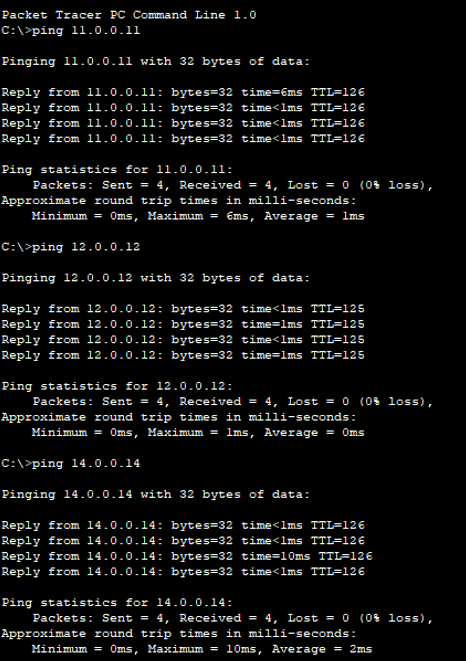 Packet Tracer PC Command Line 1.0
C:\>ping 11.0.0.11
Pinging 11.0.0.11 with 32 bytes of data:
Reply from 11.0.0.11: bytes=32 time=6ms TTL=126
Reply from 11.0.0.11: bytes=32 time<1ms TTL=126
Reply from 11.0.0.11: bytes=32 time<1ms TTL=126
Reply from 11.0.0.11: bytes=32 time<1ms TTL=126
Ping statistics for 11.0.0.11:
    Packets: Sent = 4, Received = 4, Lost = 0 (0% loss),
Approximate round trip times in milli-seconds:
    Minimum = 0ms, Maximum = 6ms, Average = 1ms
C:\>ping 12.0.0.12
Pinging 12.0.0.12 with 32 bytes of data:
Reply from 12.0.0.12: bytes=32 time<1ms TTL=125
Reply from 12.0.0.12: bytes=32 time=1ms TTL=125
Reply from 12.0.0.12: bytes=32 time<1ms TTL=125
Reply from 12.0.0.12: bytes=32 time=1ms TTL=125
Ping statistics for 12.0.0.12:
    Packets: Sent = 4, Received = 4, Lost = 0 (0% loss),
Approximate round trip times in milli-seconds:
    Minimum = 0ms, Maximum = 1ms, Average = 0ms
C:\>ping 14.0.0.14
Pinging 14.0.0.14 with 32 bytes of data:
Reply from 14.0.0.14: bytes=32 time<1ms TTL=126
Reply from 14.0.0.14: bytes=32 time<1ms TTL=126
Reply from 14.0.0.14: bytes=32 time=10ms TTL=126
Reply from 14.0.0.14: bytes=32 time<1ms TTL=126
Ping statistics for 14.0.0.14:
    Packets: Sent = 4, Received = 4, Lost = 0 (0% loss),
Approximate round trip times in milli-seconds:
    Minimum = 0ms, Maximum = 10ms, Average = 2ms